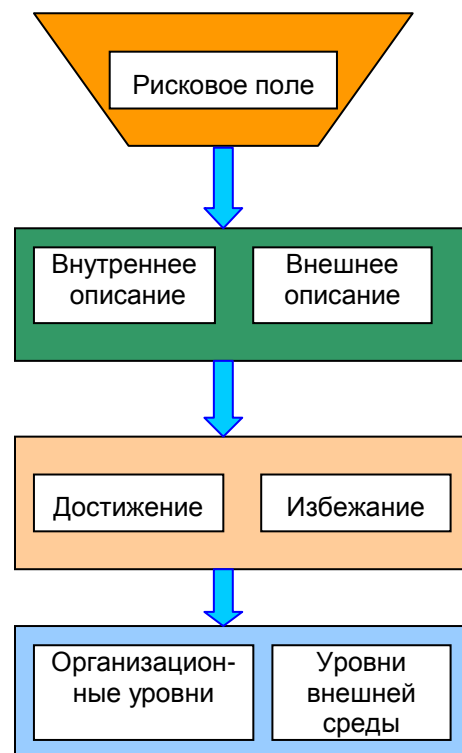 Рисковое поле
Внутреннее
описание
Внешнее
описание
Достижение
Избежание
Организацион-
ные уровни
Уровни
внешней
среды